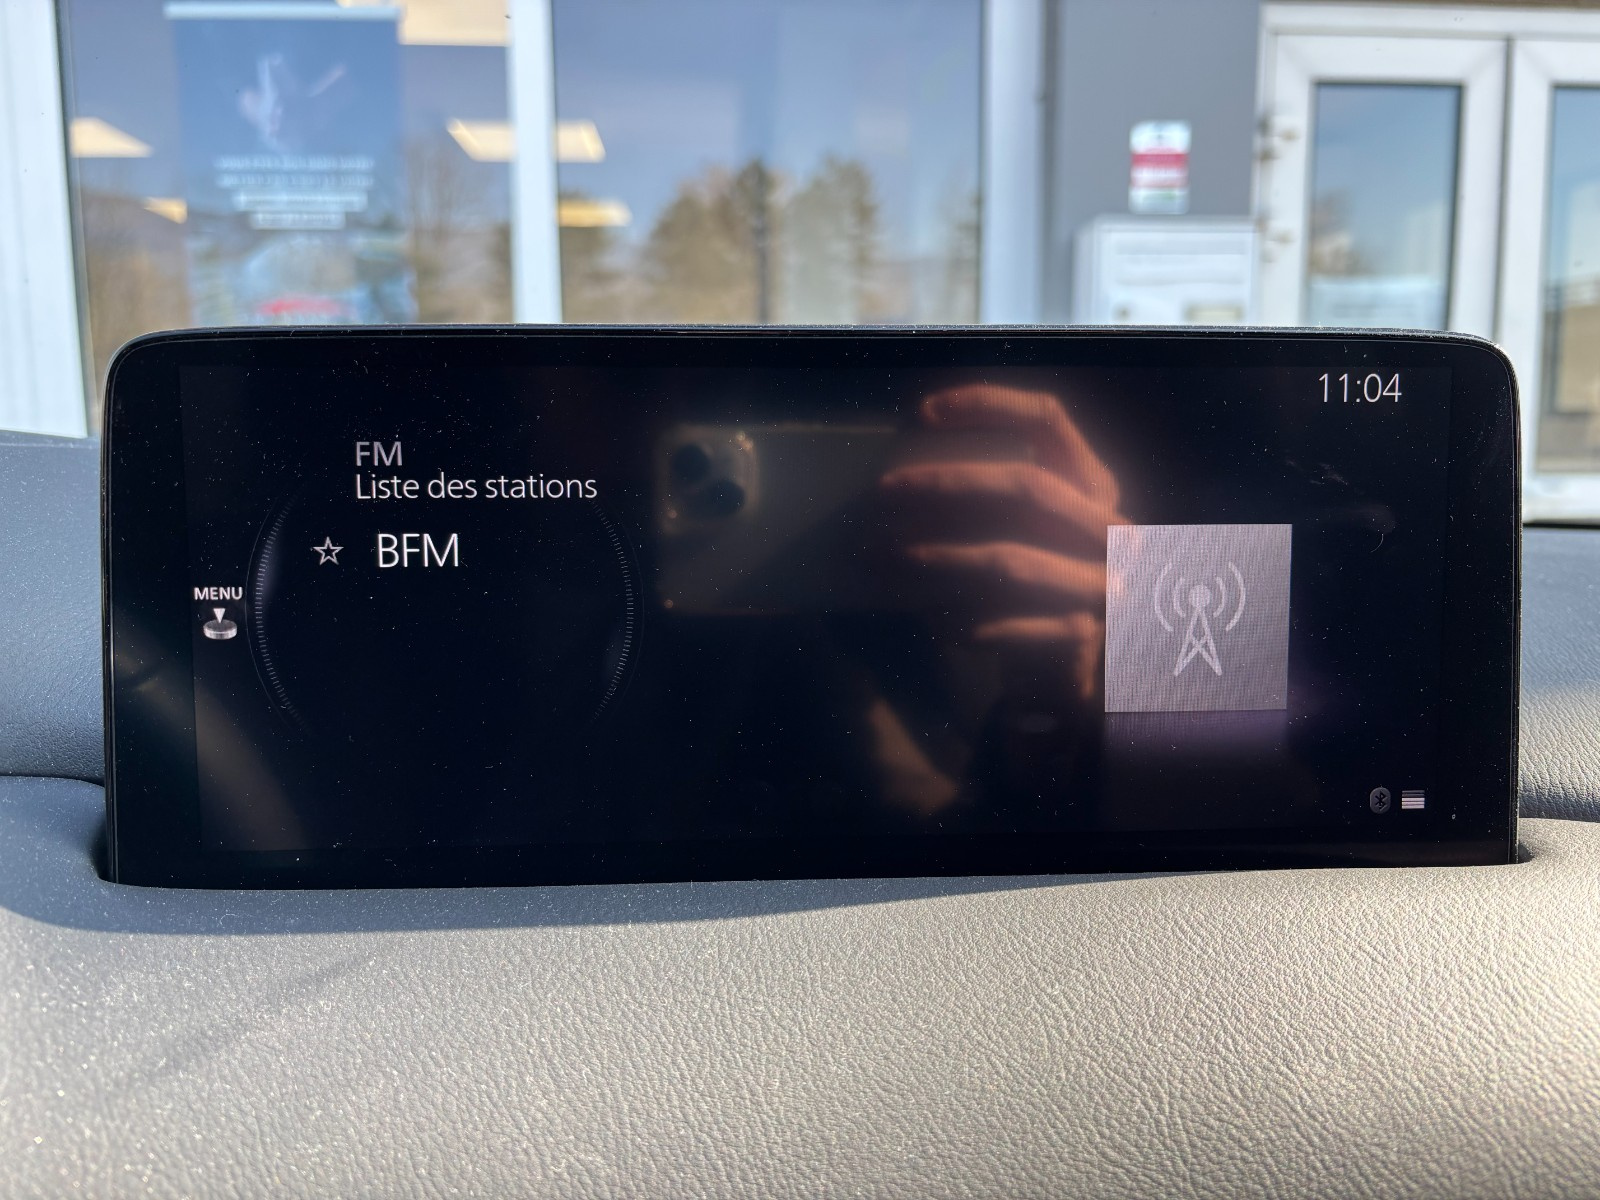 11:04
FM
Liste des stations
BFM
MENU